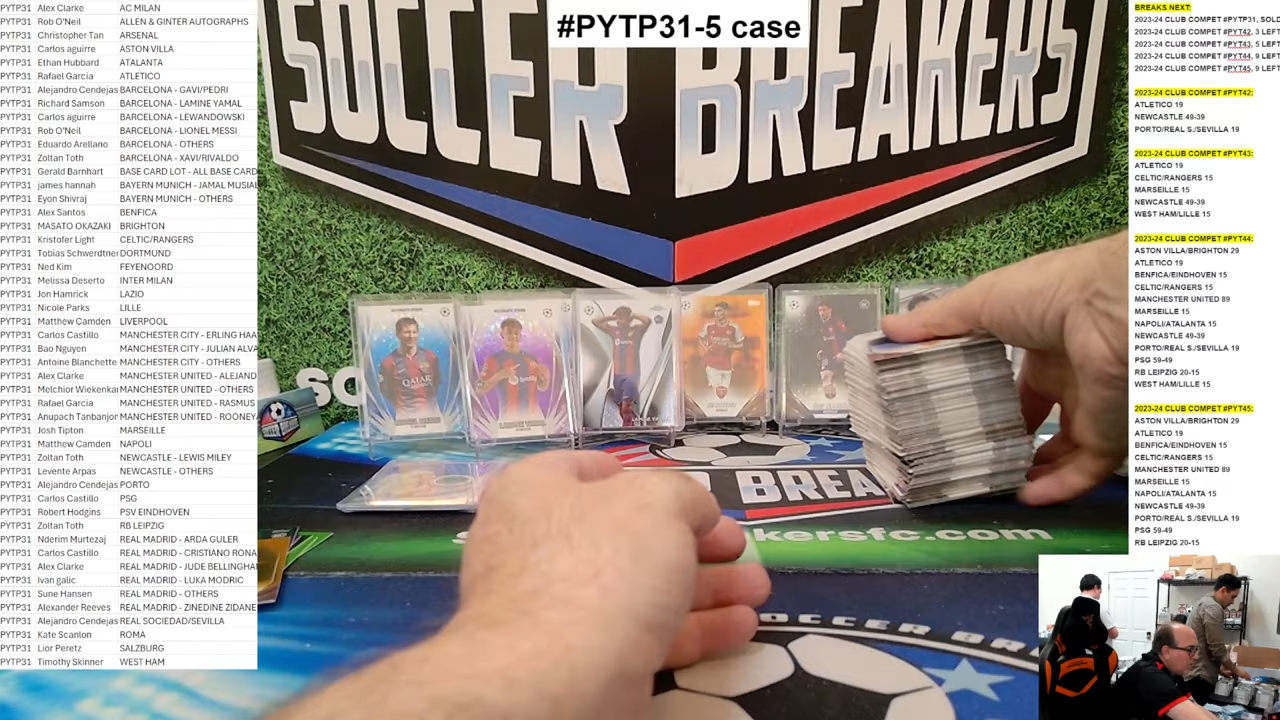 #PYTP31-5 case
SOCCER BREAKERS
PYTP31 Alex Clarke AC MILAN
PYTP31 Rob O'Neil ALLEN & GINTER AUTOGRAPHS
PYTP31 Christopher Tan ARSENAL
PYTP31 Carlos aguirre ASTON VILLA
PYTP31 Ethan Hubbard ATALANTA
PYTP31 Rafael Garcia ATLETICO
PYTP31 Alejandro Cendejas BARCELONA - GAVI/PEDRI
PYTP31 Richard Samson BARCELONA - LAMINE YAMAL
PYTP31 Carlos aguirre BARCELONA - LEWANDOWSKI
PYTP31 Rob O'Neil BARCELONA - LIONEL MESSI
PYTP31 Eduardo Arellano BARCELONA - OTHERS
PYTP31 Zoltan Toth BARCELONA - XAVI/RIVALDO
PYTP31 Gerald Barnhart BASE CARD LOT - ALL BASE CARD
PYTP31 james hannah BAYERN MUNICH - JAMAL MUSIAL
PYTP31 Eyon Shivraj BAYERN MUNICH - OTHERS
PYTP31 Alex Santos BENFICA
PYTP31 MASATO OKAZAKI BRIGHTON
PYTP31 Kristofer Light CELTIC/RANGERS
PYTP31 Tobias Schwerdtner DORTMUND
PYTP31 Ned Kim FEYENOORD
PYTP31 Melissa Deserto INTER MILAN
PYTP31 Jon Hamrick LAZIO
PYTP31 Nicole Parks LILLE
PYTP31 Matthew Camden LIVERPOOL
PYTP31 Carlos Castillo MANCHESTER CITY - ERLING HAA
PYTP31 Bao Nguyen MANCHESTER CITY - JULIAN ALVA
PYTP31 Antoine Blanchette MANCHESTER CITY - OTHERS
PYTP31 Alex Clarke MANCHESTER UNITED - ALEJAND
PYTP31 Melchior Wiekenkar MANCHESTER UNITED - OTHERS
PYTP31 Rafael Garcia MANCHESTER UNITED - RASMUS
PYTP31 Anupach Tanbanjon MANCHESTER UNITED - ROONEY
PYTP31 Josh Tipton MARSEILLE
PYTP31 Matthew Camden NAPOLI
PYTP31 Zoltan Toth NEWCASTLE - LEWIS MILEY
PYTP31 Levente Arpas NEWCASTLE - OTHERS
PYTP31 Alejandro Cendejas PORTO
PYTP31 Carlos Castillo PSG
PYTP31 Robert Hodgins PSV EINDHOVEN
PYTP31 Zoltan Toth RB LEIPZIG
PYTP31 Nderim Murtezaj REAL MADRID - ARDA GULER
PYTP31 Carlos Castillo REAL MADRID - CRISTIANO RONA
PYTP31 Alex Clarke REAL MADRID - JUDE BELLINGHA
PYTP31 Ivan galic REAL MADRID - LUKA MODRIC
PYTP31 Sune Hansen REAL MADRID - OTHERS
PYTP31 Alexander Reeves REAL MADRID - ZINEDINE ZIDANE
PYTP31 Alejandro Cendejas REAL SOCIEDAD/SEVILLA
PYTP31 Kate Scanlon ROMA
PYTP31 Lior Peretz SALZBURG
PYTP31 Timothy Skinner WEST HAM
BREAKS NEXT:
2023-24 CLUB COMPET #PYTP31, SOLD
2023-24 CLUB COMPET #PYT42, 3 LEFT
2023-24 CLUB COMPET #PYT43, 5 LEFT
2023-24 CLUB COMPET #PYT44, 9 LEFT
2023-24 CLUB COMPET #PYT45, 9 LEFT
2023-24 CLUB COMPET #PYT42:
ATLETICO 19
NEWCASTLE 49-39
PORTO/REAL S./SEVILLA 19
2023-24 CLUB COMPET #PYT43:
ATLETICO 19
CELTIC/RANGERS 15
MARSEILLE 15
NEWCASTLE 49-39
WEST HAM/LILLE 15
2023-24 CLUB COMPET #PYT44:
ASTON VILLA/BRIGHTON 29
ATLETICO 19
BENFICA/EINDHOVEN 15
CELTIC/RANGERS 15
MANCHESTER UNITED 89
MARSEILLE 15
NAPOLI/ATALANTA 15
NEWCASTLE 49-39
PORTO/REAL S./SEVILLA 19
PSG 59-49
RB LEIPZIG 20-15
WEST HAM/LILLE 15
2023-24 CLUB COMPET #PYT45:
ASTON VILLA/BRIGHTON 29
ATLETICO 19
BENFICA/EINDHOVEN 15
CELTIC/RANGERS 15
MANCHESTER UNITED 89
MARSEILLE 15
NAPOLI/ATALANTA 15
NEWCASTLE 49-39
PORTO/REAL S./SEVILLA 19
PSG 59-49
RB LEIPZIG 20-15